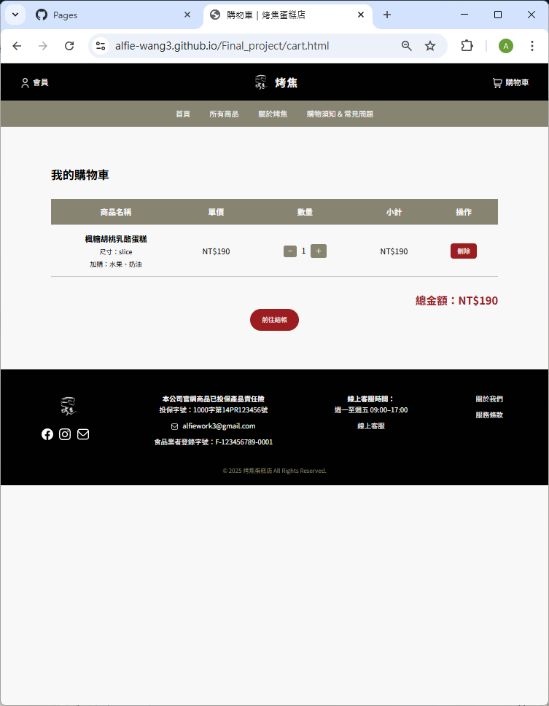 Pages
購物車 | 烤焦蛋糕店
alfie-wang3.github.io/Final_project/cart.html
A
會員
烤焦
購物車
首頁 所有商品 關於烤焦 購物須知 & 常見問題
我的購物車
商品名稱 單價 數量 小計 操作
楓糖胡桃乳酪蛋糕
尺寸：slice
加購：水果、奶油
NT$190
− 1 +
NT$190
刪除
總金額：NT$190
前往結帳
本公司官網商品已投保產品責任險
投保字號：1000字第14PR123456號
alfiework3@gmail.com
食品業者登錄字號：F-123456789-0001
線上客服時間：
週一至週五 09:00–17:00
線上客服
關於我們
服務條款
© 2025 烤焦蛋糕店 All Rights Reserved.